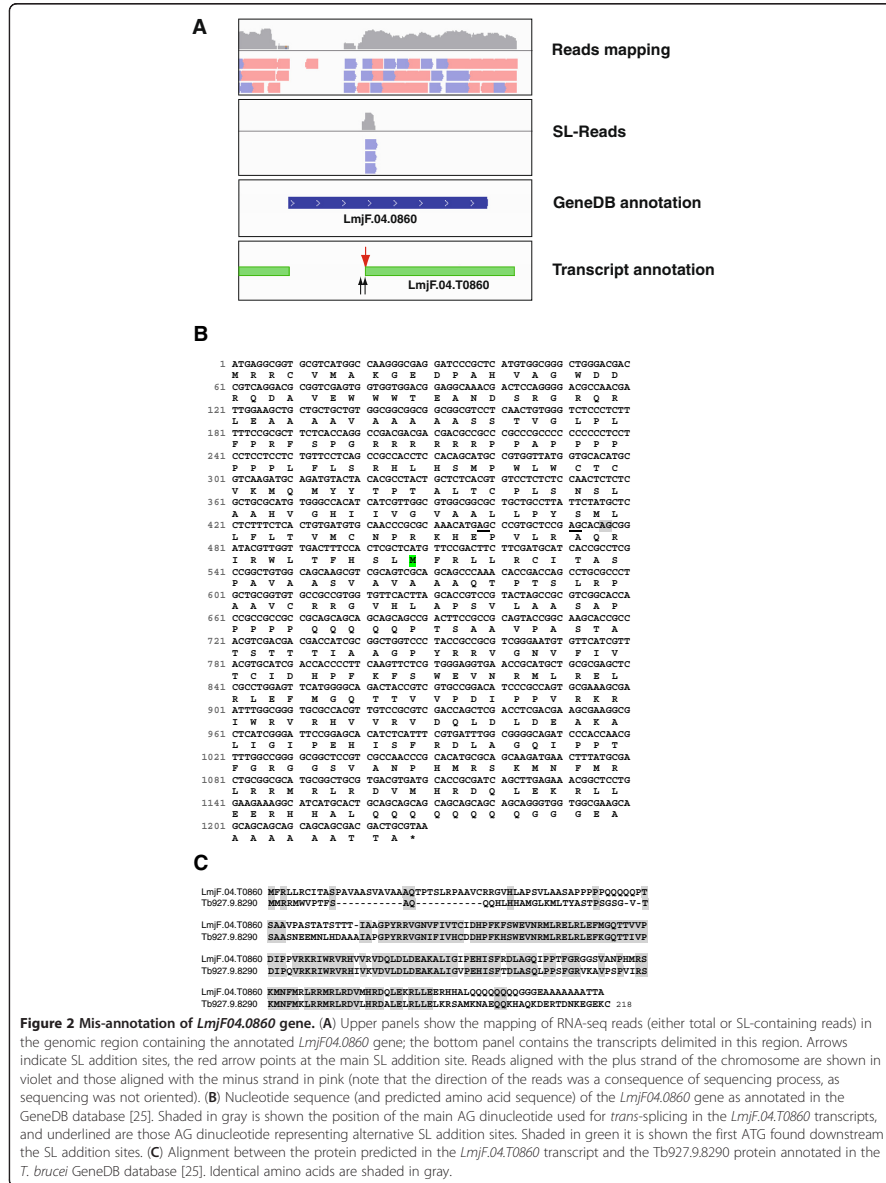 A
Reads mapping
SL-Reads
GeneDB annotation
LmjF.04.0860
Transcript annotation
LmjF.04.T0860
B
1 ATGAGGCGGT GCGTCATGGC CAAGGGCGAG GATCCCGCTC ATGTGGCGGG CTGGGACGAC
M R R C V M A K G E D P A H V A G W D D
61 CGTCAGGACG CGGTCGAGTG GTGGTGGACG GAGGCAAACG ACTCCAGGGG ACGCCAACGA
R Q D A V E W W W T E A N D S R G R Q R
121 TTGGAAGCTG CTGCTGCTGT GGCGGCGGCG GCGGCGTCCT CAACTGTGGG TCTCCCTCTT
L E A A A V A A A A A S S T V G L P L
181 TTTCCGCGCT TCTCACCAGG CCGACGACGA CGACGCCGCC CGCCCGCCCC CCCCCCTCCT
F P R F S P G R R R R R P P A P P P
241 CCTCCTCCTC TGTTCCTCAG CCGCCACCTC CACAGCATGC CGTGGTTATG GTGCACATGC
P P P L F L S R H L H S M P W L W C T C
301 GTCAAGATGC AGATGTACTA CACGCCTACT GCTCTCACGT GTCCTCTCTC CAACTCTCTC
V K M Q M Y Y T P T A L T C P L S N S L
361 GCTGCGCATG TGGGCCACAT CATCGTTGGC GTGGCGGCGC TGCTGCCTTA TTCTATGCTC
A A H V G H I I V G V A A L L P Y S M L
421 CTCTTTCTCA CTGTGATGTG CAACCCGCGC AAACATGAGC CCGTGCTCCG AGCACAGCGG
L F L T V M C N P R K H E P V L R A Q R
481 ATACGTTGGT TGACTTTCCA CTCGCTCATG TTCCGACTTC TTCGATGCAT CACCGCCTCG
I R W L T F H S L M F R L L R C I T A S
541 CCGGCTGTGG CAGCAAGCGT CGCAGTCGCA GCAGCCCAAA CACCGACCAG CCTGCGCCCT
P A V A A S V A V A A A Q T P T S L R P
601 GCTGCGGTGT GCCGCCGTGG TGTTCACTTA GCACCGTCCG TACTAGCCGC GTCGGCACCA
A A V C R R G V H L A P S V L A A S A P
661 CCGCCGCCGC CGCAGCAGCA GCAGCAGCCG ACTTCCGCCG CAGTACCGGC AAGCACCGCC
P P P P Q Q Q Q Q P T S A A V P A S T A
721 ACGTCGACGA CGACCATCGC GGCTGGTCCC TACCGCCGCG TCGGGAATGT GTTCATCGTT
T S T T T I A A G P Y R R V G N V F I V
781 ACGTGCATCG ACCACCCCTT CAAGTTCTCG TGGGAGGTGA ACCGCATGCT GCGCGAGCTC
T C I D H P F K F S W E V N R M L R E L
841 CGCCTGGAGT TCATGGGGCA GACTACCGTC GTGCCGGACA TCCCGCCAGT GCGAAAGCGA
R L E F M G Q T T V V P D I P P V R K R
901 ATTTGGCGGG TGCGCCACGT TGTCCGCGTC GACCAGCTCG ACCTCGACGA AGCGAAGGCG
I W R V R H V V R V D Q L D L D E A K A
961 CTCATCGGGA TTCCGGAGCA CATCTCATTT CGTGATTTGG CGGGGCAGAT CCCACCAACG
L I G I P E H I S F R D L A G Q I P P T
1021 TTTGGCCGGG GCGGCTCCGT CGCCAACCCG CACATGCGCA GCAAGATGAA CTTTATGCGA
F G R G G S V A N P H M R S K M N F M R
1081 CTGCGGCGCA TGCGGCTGCG TGACGTGATG CACCGCGATC AGCTTGAGAA ACGGCTCCTG
L R R M R L R D V M H R D Q L E K R L L
1141 GAAGAAAGGC ATCATGCACT GCAGCAGCAG CAGCAGCAGC AGCAGGGTGG TGGCGAAGCA
E E R H H A L Q Q Q Q Q Q Q G G G E A
1201 GCAGCAGCAG CAGCAGCGAC GACTGCGTAA
A A A A A A T T A *
C
LmjF.04.T0860 MFRLLRCITASPAVAASVAVAAAQTPTSLRPAAVCRRGVHLAPSVLAASAPPPPPQQQQQPT
Tb927.9.8290 MMRRMWVPTFS-----------AQ------------QQHLHHAMGLKMLTYASTPSGSG-V-T
LmjF.04.T0860 SAAVPASTATSTTT-IAAGPYRRVGNVFIVTCIDHPFKFSWEVNRMLRELRLEFMGQTTVVP
Tb927.9.8290 SAASNEEMNLHDAAAIAPGPYRRVGNIFIVHCDDHPFKHSWEVNRMLRELRLEFKGQTTIVP
LmjF.04.T0860 DIPPVRKRIWRVRHVVRVDQLDLDEAKALIGIPEHISFRDLAGQIPPTFGRGGSVANPHMRS
Tb927.9.8290 DIPQVRKRIWRVRHIVKVDVLDLDEAKALIGVPEHISFTDLASQLPPSFGRVKAVPSPVIRS
LmjF.04.T0860 KMNFMRLRRMRLRDVMHRDQLEKRLLEERHHALQQQQQQQGGGEAAAAAAATTA
Tb927.9.8290 KMNFMKLRRMRLRDVLHRDALELRLLELKRSAMKNAEQQKHAQKDERTDNKEGEKC 218
Figure 2 Mis-annotation of LmjF04.0860 gene. (A) Upper panels show the mapping of RNA-seq reads (either total or SL-containing reads) in
the genomic region containing the annotated LmjF04.0860 gene; the bottom panel contains the transcripts delimited in this region. Arrows
indicate SL addition sites, the red arrow points at the main SL addition site. Reads aligned with the plus strand of the chromosome are shown in
violet and those aligned with the minus strand in pink (note that the direction of the reads was a consequence of sequencing process, as
sequencing was not oriented). (B) Nucleotide sequence (and predicted amino acid sequence) of the LmjF04.0860 gene as annotated in the
GeneDB database [25]. Shaded in gray is shown the position of the main AG dinucleotide used for trans-splicing in the LmjF.04.T0860 transcripts,
and underlined are those AG dinucleotide representing alternative SL addition sites. Shaded in green it is shown the first ATG found downstream
the SL addition sites. (C) Alignment between the protein predicted in the LmjF.04.T0860 transcript and the Tb927.9.8290 protein annotated in the
T. brucei GeneDB database [25]. Identical amino acids are shaded in gray.